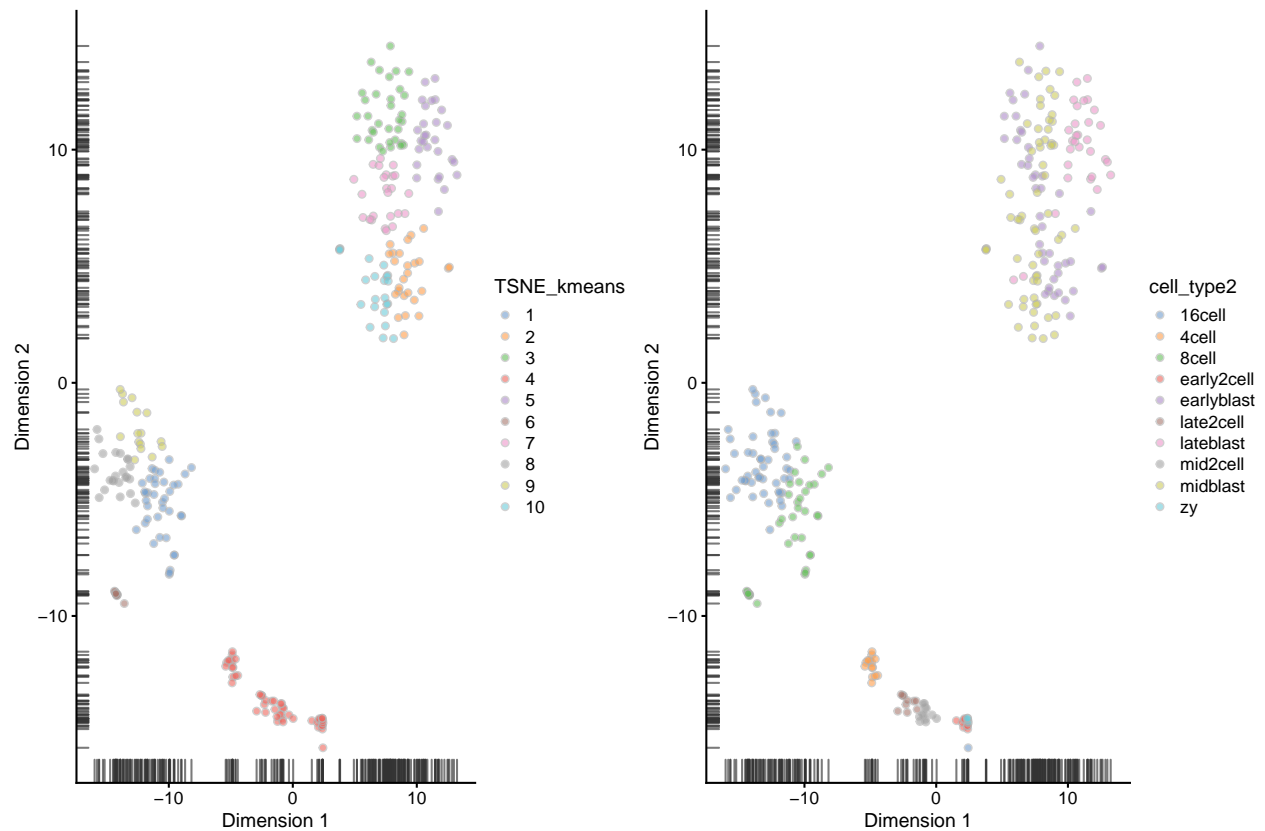 10
0
−10
−10
0
10
Dimension 1
Dimension 2
TSNE_kmeans
1
2
3
4
5
6
7
8
9
10
10
0
−10
−10
0
10
Dimension 1
Dimension 2
cell_type2
16cell
4cell
8cell
early2cell
earlyblast
late2cell
lateblast
mid2cell
midblast
zy